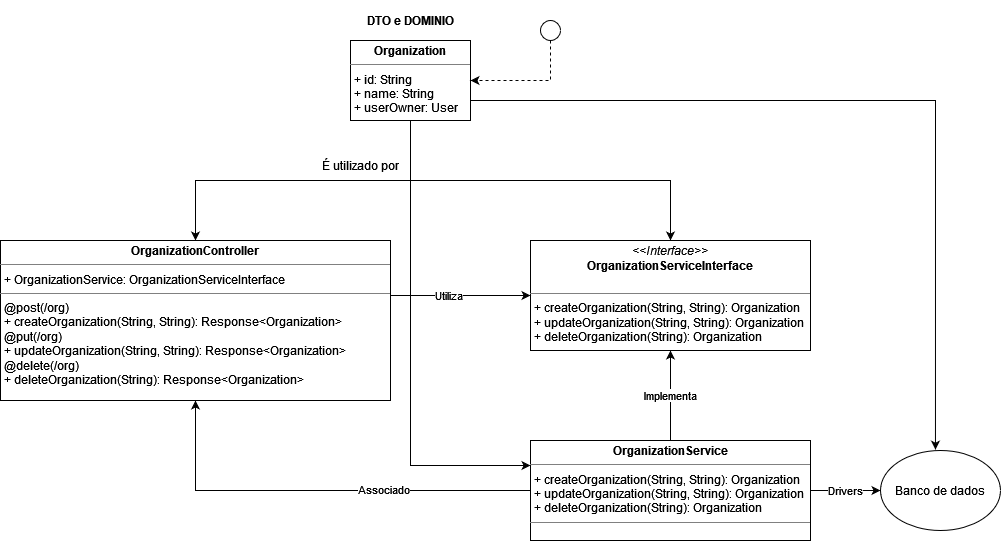 DTO e DOMINIO
Organization
+ id: String
+ name: String
+ userOwner: User
É utilizado por
OrganizationController
+ OrganizationService: OrganizationServiceInterface
@post(/org)
+ createOrganization(String, String): Response<Organization>
@put(/org)
+ updateOrganization(String, String): Response<Organization>
@delete(/org)
+ deleteOrganization(String): Response<Organization>
Utiliza
<<Interface>>
OrganizationServiceInterface
+ createOrganization(String, String): Organization
+ updateOrganization(String, String): Organization
+ deleteOrganization(String): Organization
Implementa
OrganizationService
+ createOrganization(String, String): Organization
+ updateOrganization(String, String): Organization
+ deleteOrganization(String): Organization
Associado
Drivers
Banco de dados